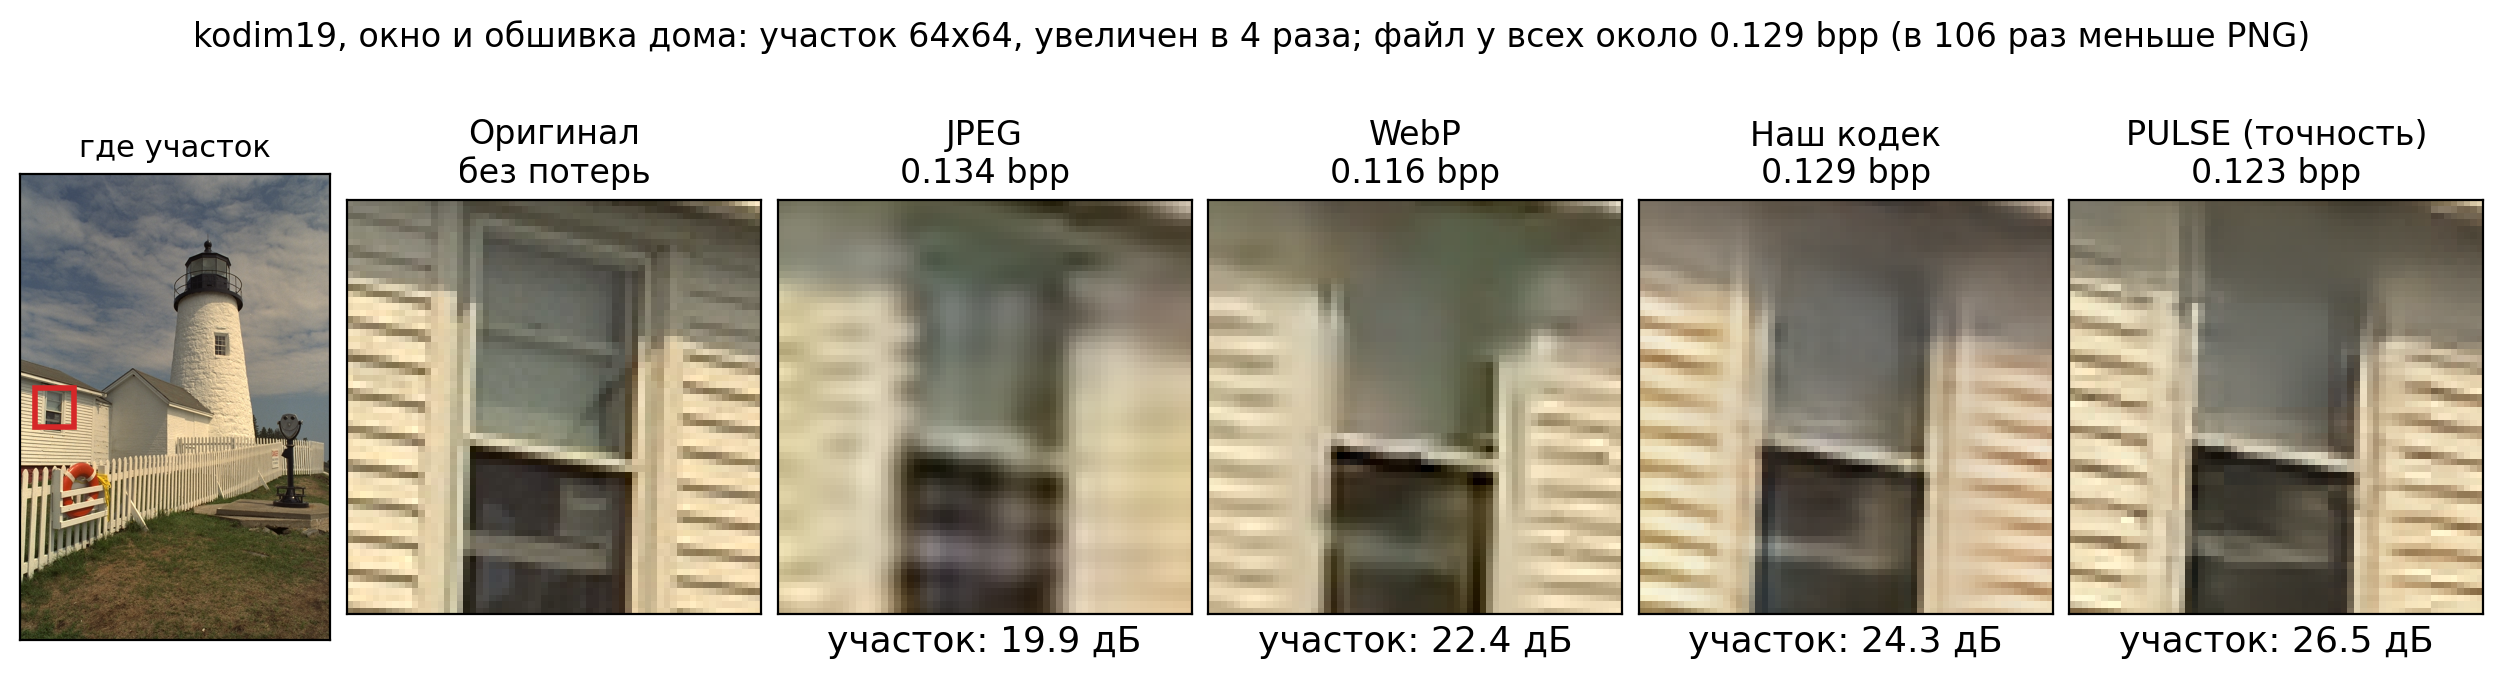 kodim19, окно и обшивка дома: участок 64x64, увеличен в 4 раза; файл у всех около 0.129 bpp (в 106 раз меньше PNG)
где участок
Оригинал
без потерь
JPEG
0.134 bpp
WebP
0.116 bpp
Наш кодек
0.129 bpp
PULSE (точность)
0.123 bpp
участок: 19.9 дБ
участок: 22.4 дБ
участок: 24.3 дБ
участок: 26.5 дБ